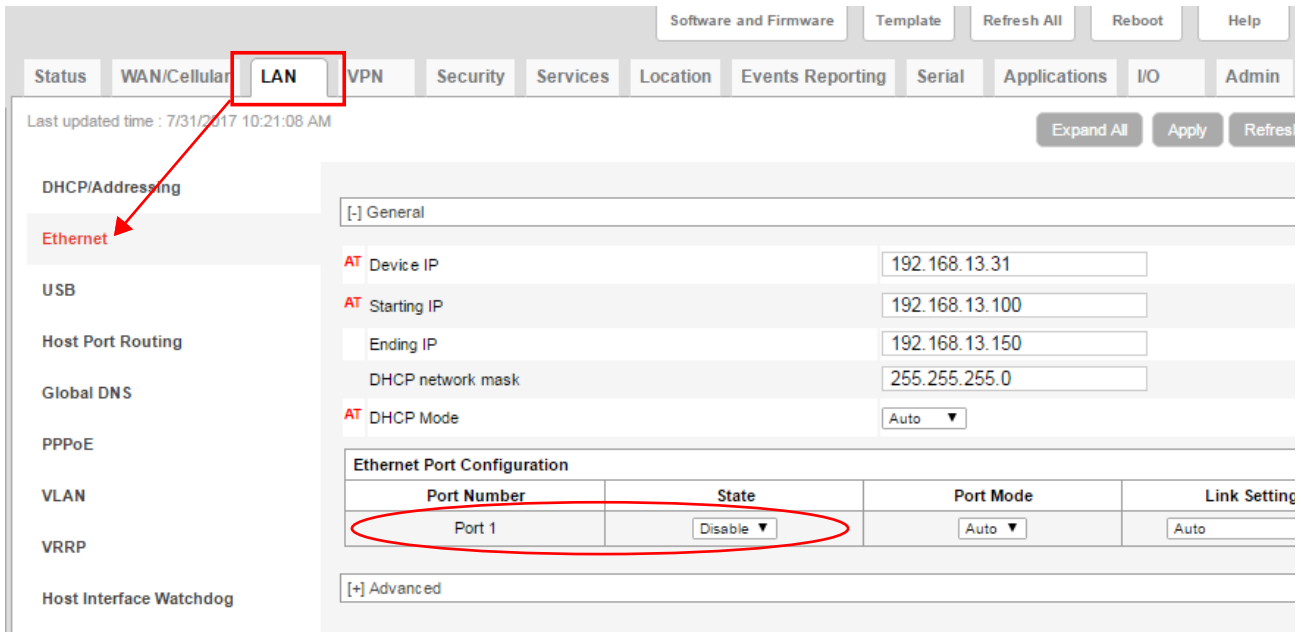 Software and Firmware Template Refresh All Reboot Help
Status WAN/Cellular LAN VPN Security Services Location Events Reporting Serial Applications I/O Admin
Last updated time : 7/31/2017 10:21:08 AM
Expand All Apply Refresh
DHCP/Addressing
Ethernet
USB
Host Port Routing
Global DNS
PPPoE
VLAN
VRRP
Host Interface Watchdog
[-] General
AT Device IP 192.168.13.31
AT Starting IP 192.168.13.100
Ending IP 192.168.13.150
DHCP network mask 255.255.255.0
AT DHCP Mode Auto ▼
Ethernet Port Configuration
Port Number State Port Mode Link Setting
Port 1 Disable ▼ Auto ▼ Auto
[+] Advanced